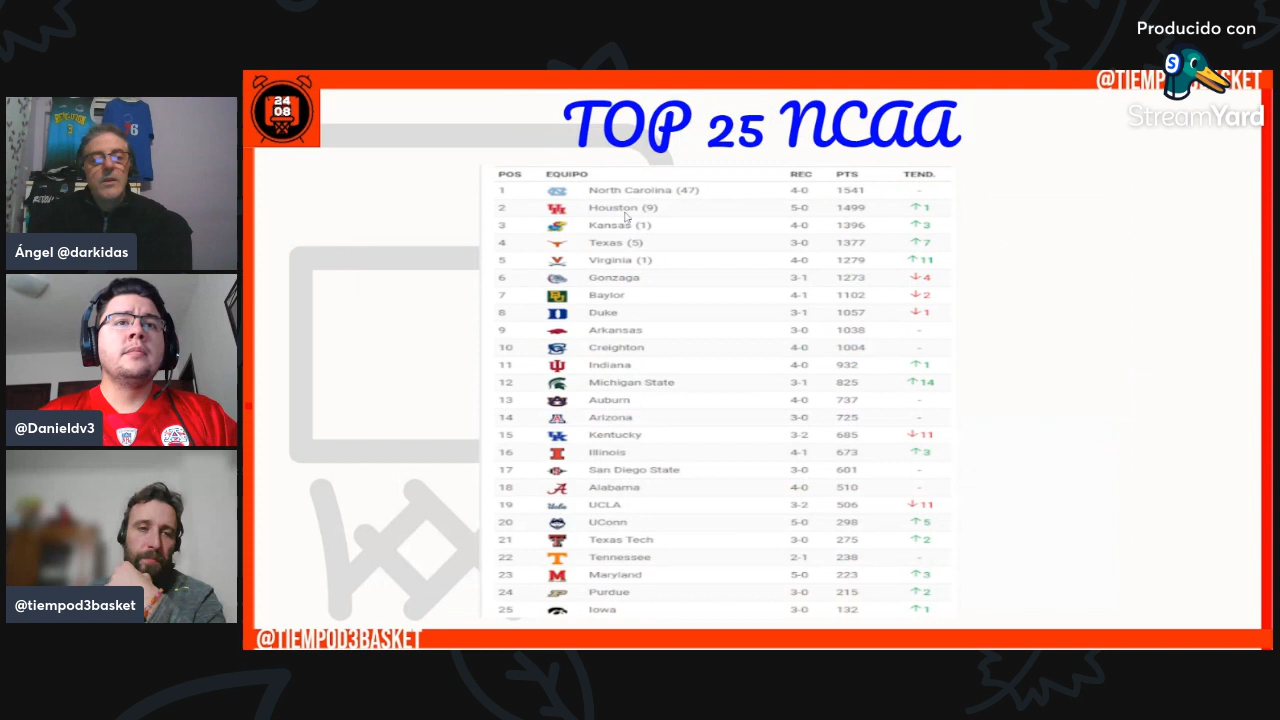 Producido con
StreamYard
@TIEMPOD3BASKET
24
08
TOP 25 NCAA
POS EQUIPO REC PTS TEND.
1 North Carolina (47) 4-0 1541 -
2 Houston (9) 5-0 1499 ↑1
3 Kansas (1) 4-0 1396 ↑3
4 Texas (5) 3-0 1377 ↑7
5 Virginia (1) 4-0 1279 ↑11
6 Gonzaga 3-1 1273 ↓4
7 Baylor 4-1 1102 ↓2
8 Duke 3-1 1057 ↓1
9 Arkansas 3-0 1038 -
10 Creighton 4-0 1004 -
11 Indiana 4-0 932 ↑1
12 Michigan State 3-1 825 ↑14
13 Auburn 4-0 737 -
14 Arizona 3-0 725 -
15 Kentucky 3-2 685 ↓11
16 Illinois 4-1 673 ↑3
17 San Diego State 3-0 601 -
18 Alabama 4-0 510 -
19 UCLA 3-2 506 ↓11
20 UConn 5-0 298 ↑5
21 Texas Tech 3-0 275 ↑2
22 Tennessee 2-1 238 -
23 Maryland 5-0 223 ↑3
24 Purdue 3-0 215 ↑2
25 Iowa 3-0 132 ↑1
@TIEMPOD3BASKET
Ángel @darkidas
@Danieldv3
@tiempod3basket